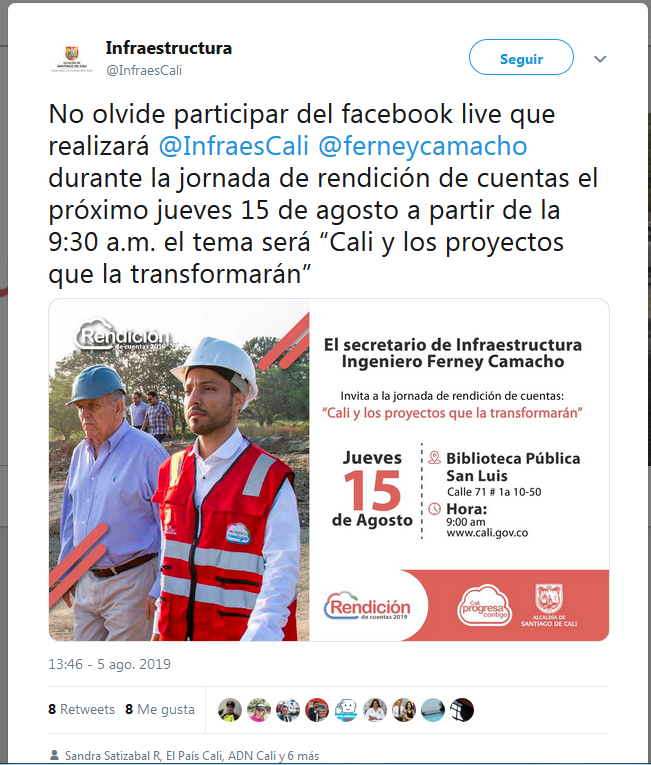 Infraestructura
@InfraesCali
Seguir
No olvide participar del facebook live que
realizará @InfraesCali @ferneycamacho
durante la jornada de rendición de cuentas el
próximo jueves 15 de agosto a partir de la
9:30 a.m. el tema será “Cali y los proyectos
que la transformarán”
Rendición
de cuentas 2019
El secretario de Infraestructura
Ingeniero Ferney Camacho
Invita a la jornada de rendición de cuentas:
“Cali y los proyectos que la transformarán”
Jueves
15
de Agosto
Biblioteca Pública
San Luis
Calle 71 # 1a 10-50
Hora:
9:00 am
www.cali.gov.co
Rendición
de cuentas 2019
Cali
progresa
contigo
ALCALDÍA DE
SANTIAGO DE CALI
13:46 - 5 ago. 2019
8 Retweets 8 Me gusta
Sandra Satizabal R, El País Cali, ADN Cali y 6 más